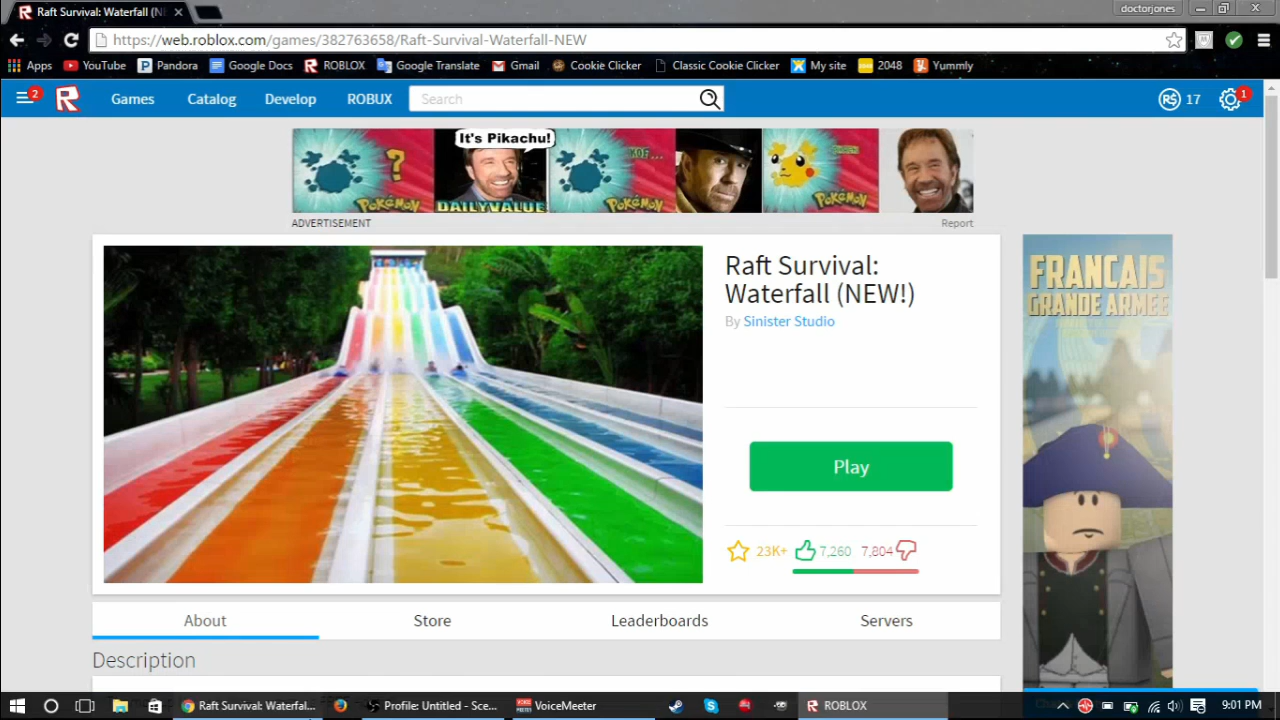 Raft Survival: Waterfall (N
doctorjones
https://web.roblox.com/games/382763658/Raft-Survival-Waterfall-NEW
Apps YouTube Pandora Google Docs ROBLOX Google Translate Gmail Cookie Clicker Classic Cookie Clicker My site 2048 Yummly
2 R Games Catalog Develop ROBUX Search R$ 17 1
It's Pikachu!
?
POKÉMON DAILYVALUE POKÉMON POKÉMON
ADVERTISEMENT Report
Raft Survival:
Waterfall (NEW!)
By Sinister Studio
FRANCAIS
GRANDE ARMEE
Play
23K+ 7,260 7,804
About Store Leaderboards Servers
Description
Raft Survival: Waterfal... Profile: Untitled - Sce... VoiceMeeter ROBLOX 9:01 PM